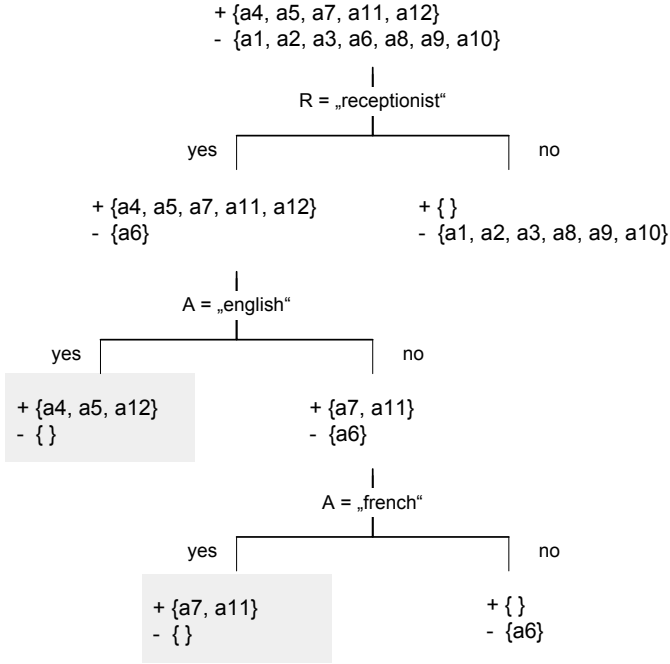 + {a4, a5, a7, a11, a12}
- {a1, a2, a3, a6, a8, a9, a10}
R = „receptionist“
yes
no
+ {a4, a5, a7, a11, a12}
- {a6}
+ { }
- {a1, a2, a3, a8, a9, a10}
A = „english“
yes
no
+ {a4, a5, a12}
- { }
+ {a7, a11}
- {a6}
A = „french“
yes
no
+ {a7, a11}
- { }
+ { }
- {a6}